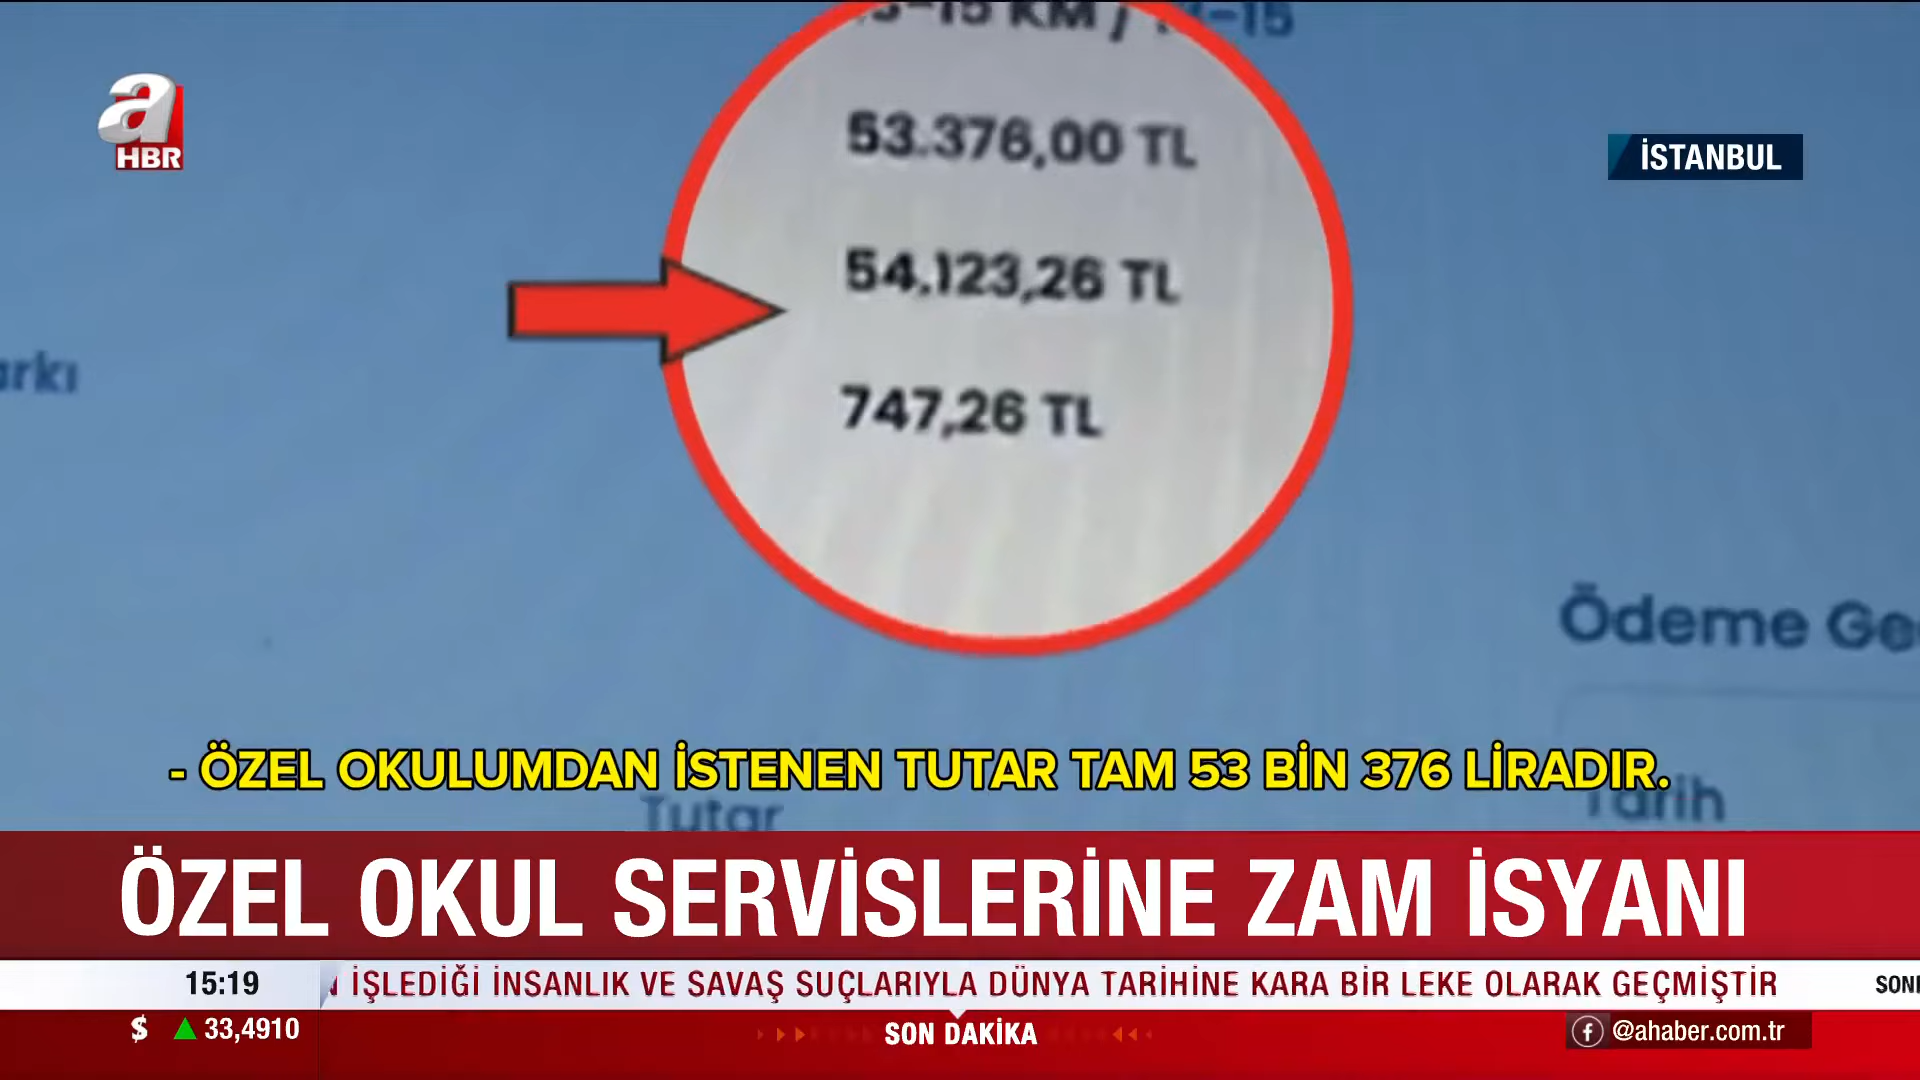 a
HBR
İSTANBUL
53.376,00 TL
54.123,26 TL
747,26 TL
Ödeme
- ÖZEL OKULUMDAN İSTENEN TUTAR TAM 53 BİN 376 LİRADIR.
Tutar
Tarih
ÖZEL OKUL SERVİSLERİNE ZAM İSYANI
15:19
İŞLEDİĞİ İNSANLIK VE SAVAŞ SUÇLARIYLA DÜNYA TARİHİNE KARA BİR LEKE OLARAK GEÇMİŞTİR
$ ▲ 33,4910
SON DAKİKA
@ahaber.com.tr